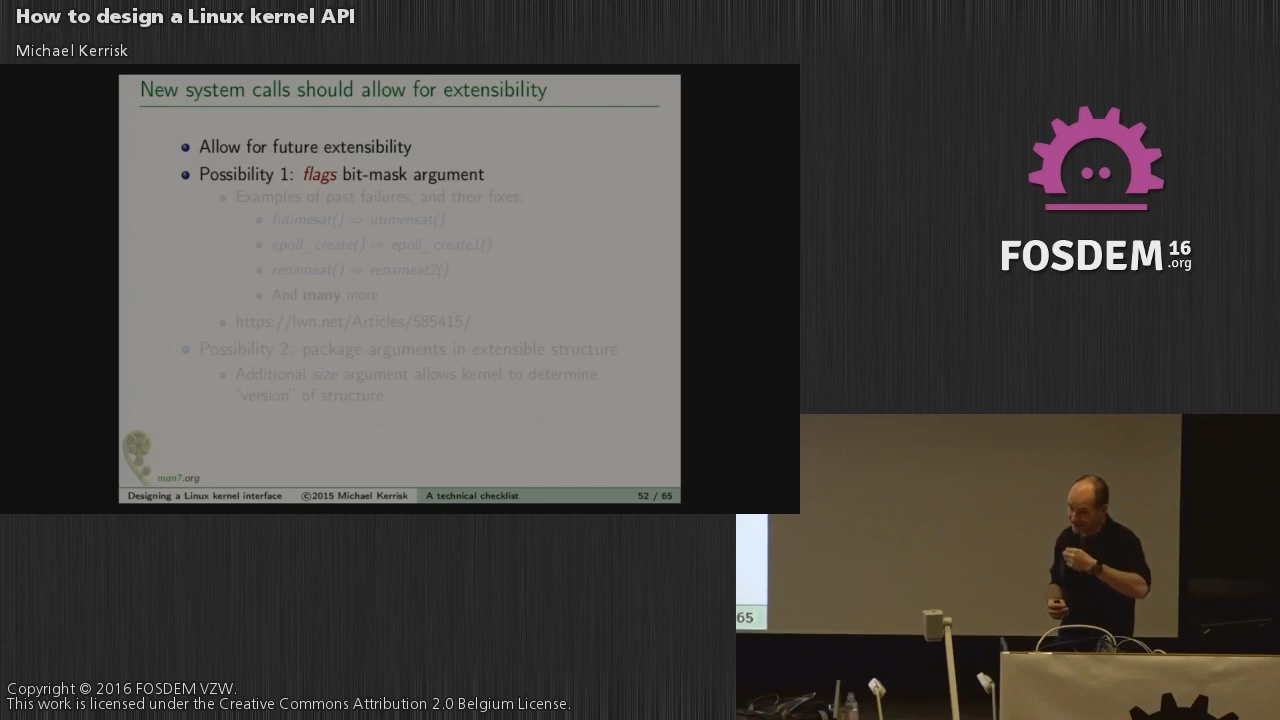 How to design a Linux kernel API
Michael Kerrisk
New system calls should allow for extensibility
Allow for future extensibility
Possibility 1: flags bit-mask argument
Examples of past failures, and their fixes:
futimesat() ⇒ utimensat()
epoll_create() ⇒ epoll_create1()
renameat() ⇒ renameat2()
And many more
https://lwn.net/Articles/585415/
Possibility 2: package arguments in extensible structure
Additional size argument allows kernel to determine
"version" of structure
man7.org
Designing a Linux kernel interface ©2015 Michael Kerrisk A technical checklist 52 / 65
FOSDEM 16
.org
65
Copyright © 2016 FOSDEM VZW.
This work is licensed under the Creative Commons Attribution 2.0 Belgium License.